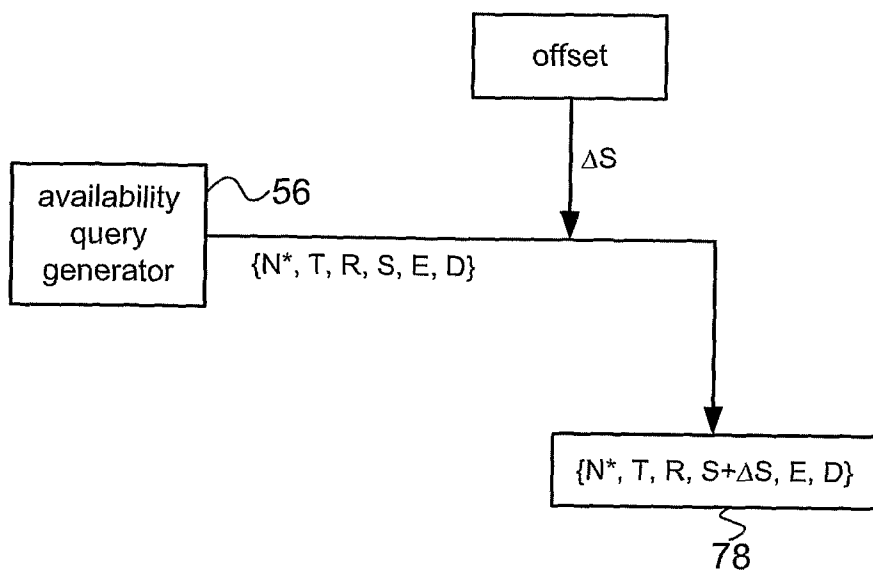 offset
ΔS
availability
query
generator
56
{N*, T, R, S, E, D}
{N*, T, R, S+ΔS, E, D}
78